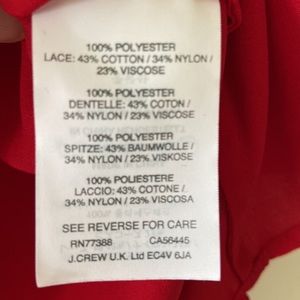 100% POLYESTER
LACE: 43% COTTON / 34% NYLON /
23% VISCOSE
100% POLYESTER
DENTELLE: 43% COTON /
34% NYLON / 23% VISCOSE
100% POLYESTER
SPITZE: 43% BAUMWOLLE /
34% NYLON / 23% VISKOSE
100% POLIESTERE
LACCIO: 43% COTONE /
34% NYLON / 23% VISCOSA
SEE REVERSE FOR CARE
RN77388 CA56445
J.CREW U.K. Ltd EC4V 6JA